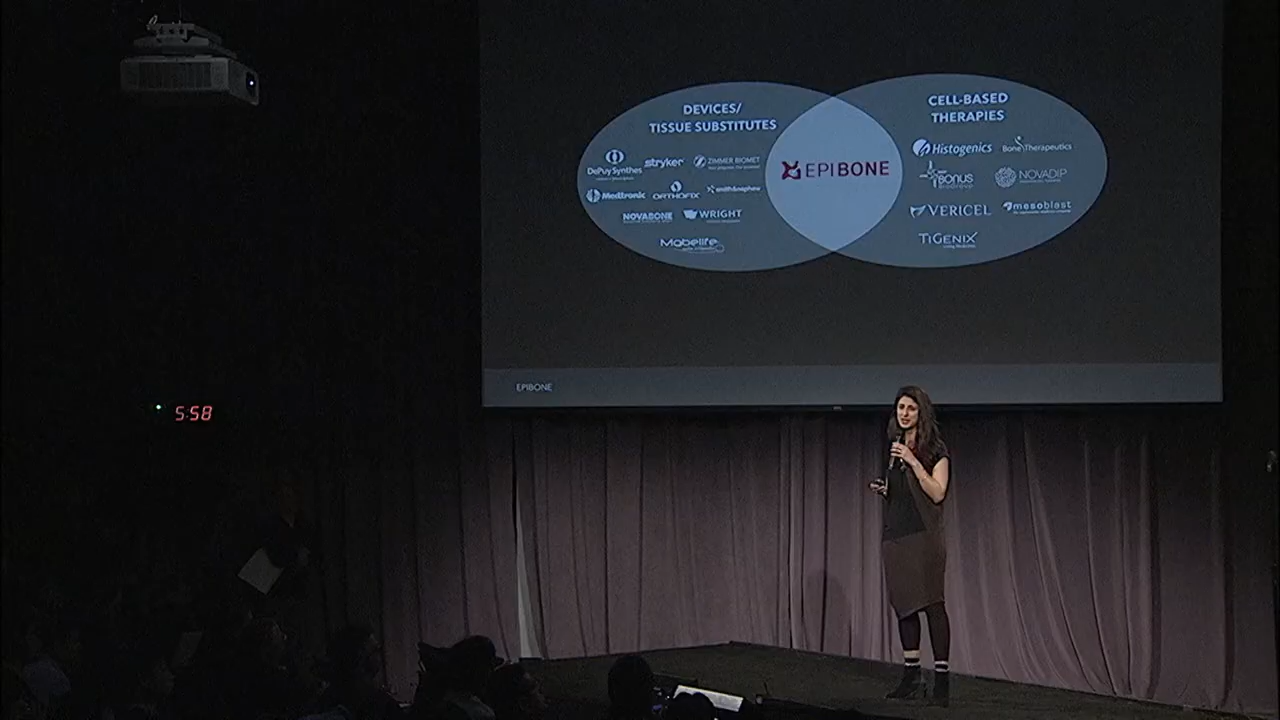 DEVICES/
TISSUE SUBSTITUTES
DePuy Synthes
stryker
ZIMMER BIOMET
Medtronic
ORTHOFIX
smith&nephew
NOVABONE
WRIGHT
Mobelife
EPIBONE
CELL-BASED
THERAPIES
Histogenics
Bone Therapeutics
BONUS
BioGroup
NOVADIP
VERICEL
mesoblast
TiGenix
EPIBONE
5:58